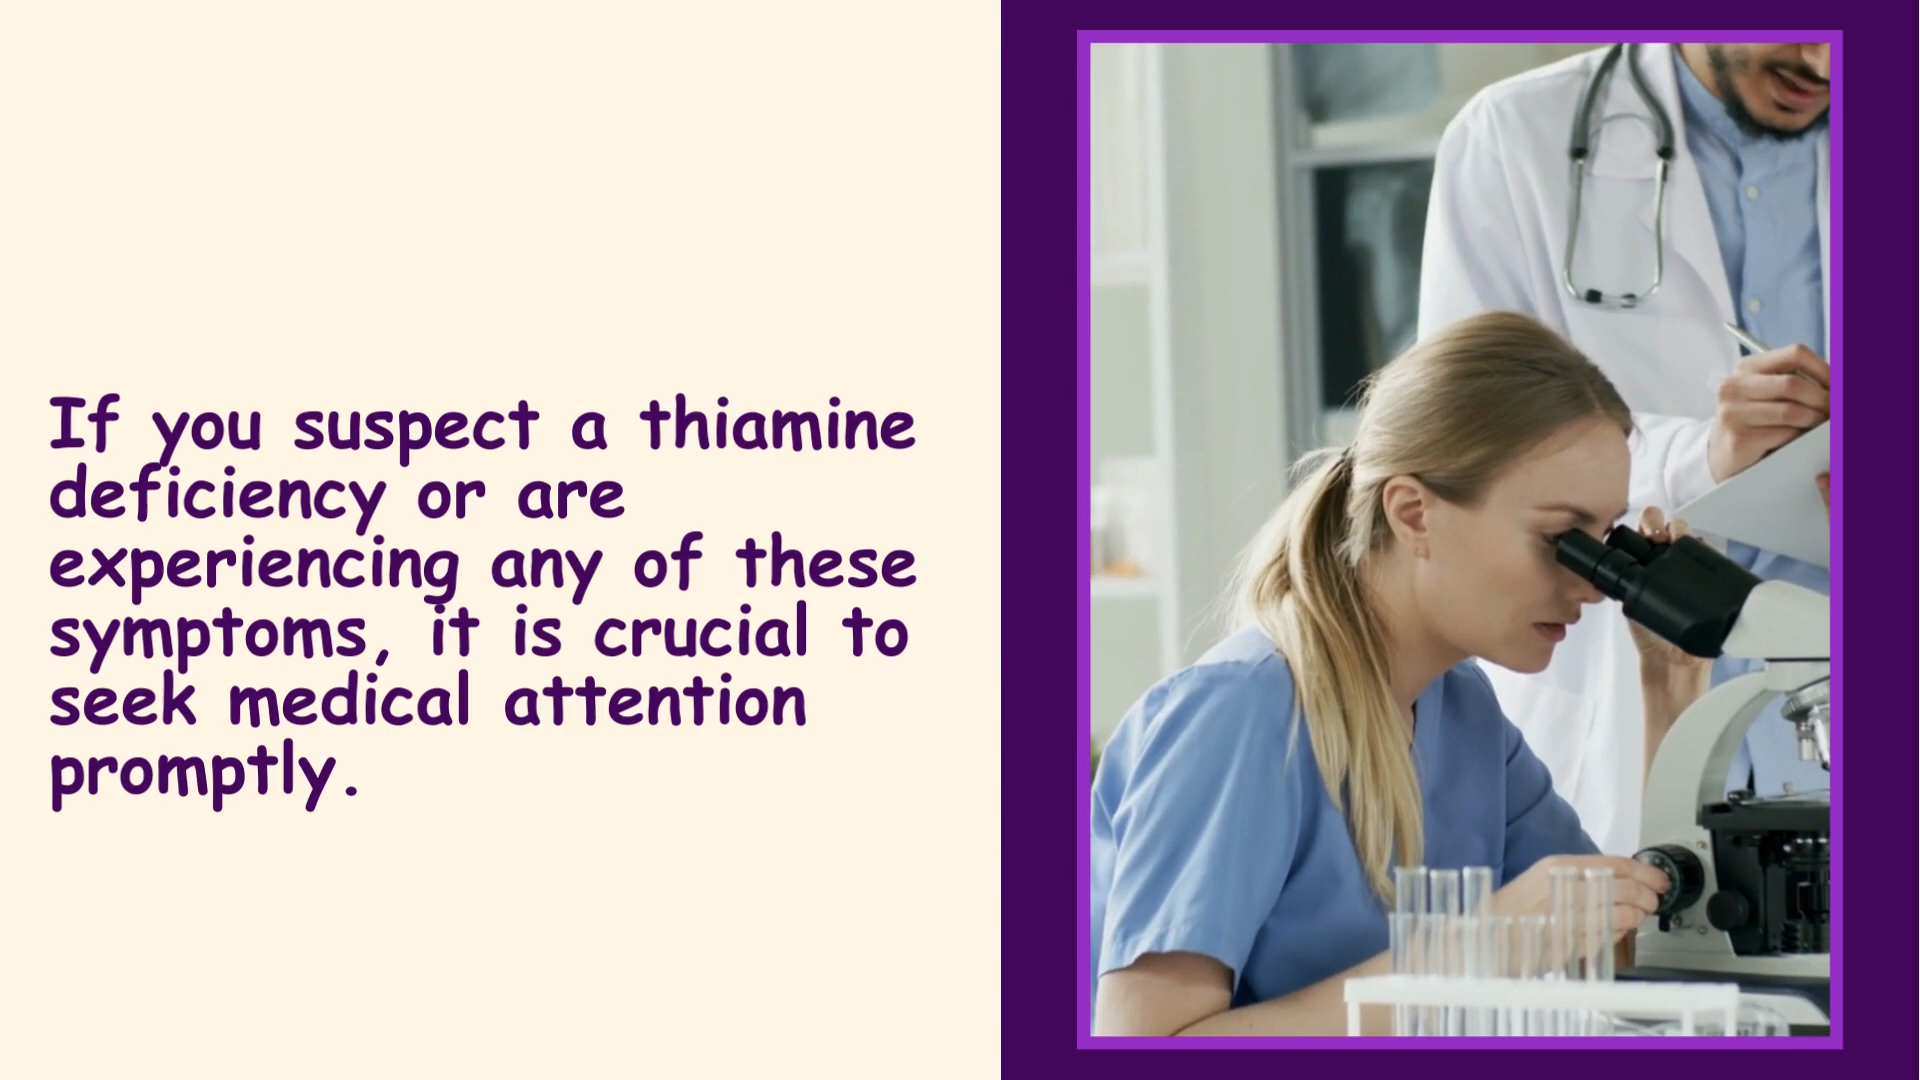 If you suspect a thiamine
deficiency or are
experiencing any of these
symptoms, it is crucial to
seek medical attention
promptly.